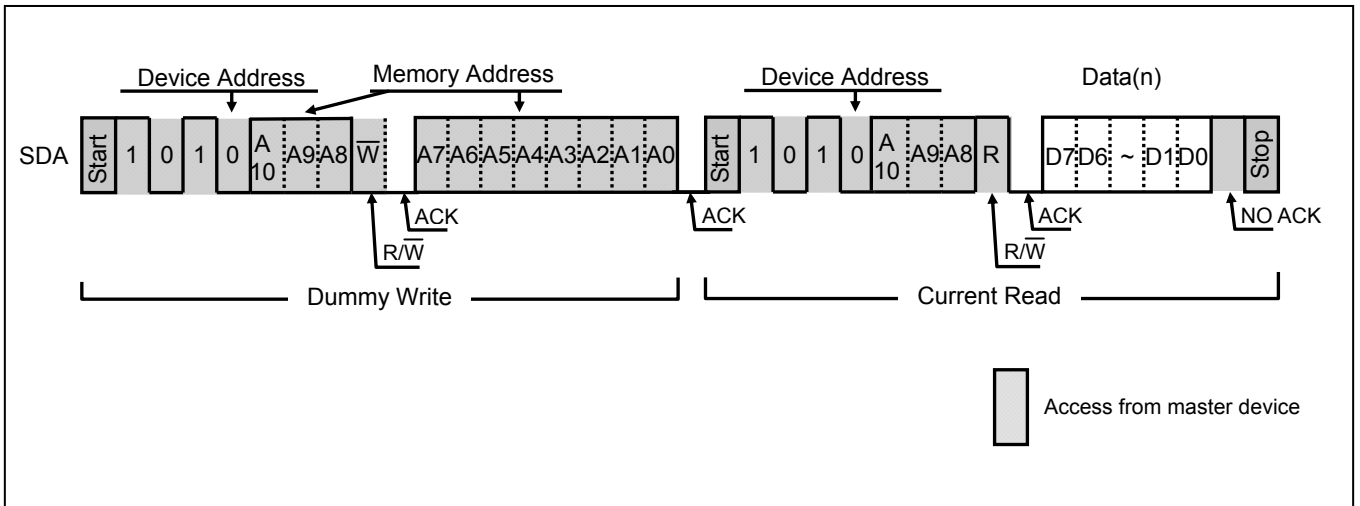 Device Address Memory Address Device Address Data(n)
SDA Start 1 0 1 0 A10 A9 A8 W̅ A7 A6 A5 A4 A3 A2 A1 A0 Start 1 0 1 0 A10 A9 A8 R D7 D6 ~ D1 D0 Stop
ACK ACK ACK NO ACK
R/W̅ R/W̅
Dummy Write Current Read
Access from master device